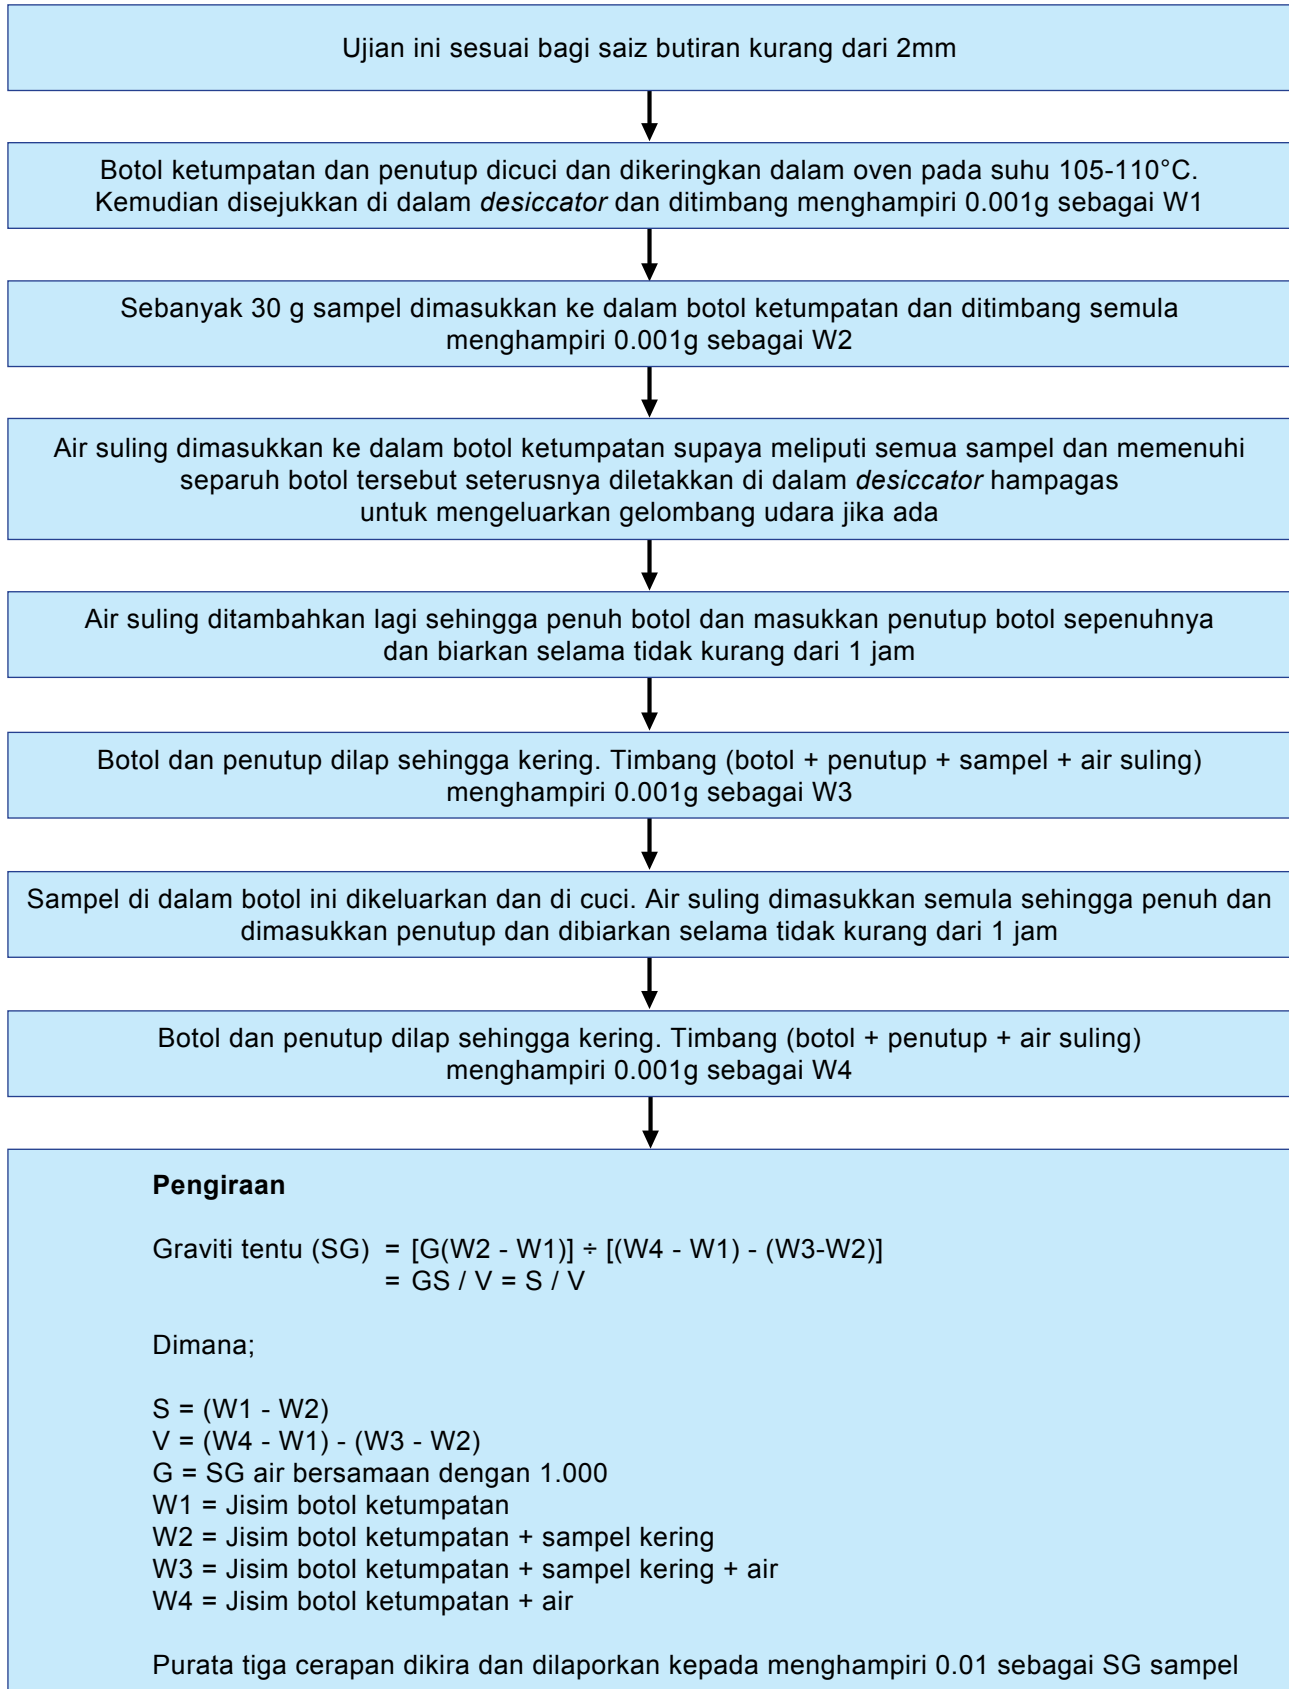 Ujian ini sesuai bagi saiz butiran kurang dari 2mm
Botol ketumpatan dan penutup dicuci dan dikeringkan dalam oven pada suhu 105-110°C.
Kemudian disejukkan di dalam desiccator dan ditimbang menghampiri 0.001g sebagai W1
Sebanyak 30 g sampel dimasukkan ke dalam botol ketumpatan dan ditimbang semula
menghampiri 0.001g sebagai W2
Air suling dimasukkan ke dalam botol ketumpatan supaya meliputi semua sampel dan memenuhi
separuh botol tersebut seterusnya diletakkan di dalam desiccator hampagas
untuk mengeluarkan gelombang udara jika ada
Air suling ditambahkan lagi sehingga penuh botol dan masukkan penutup botol sepenuhnya
dan biarkan selama tidak kurang dari 1 jam
Botol dan penutup dilap sehingga kering. Timbang (botol + penutup + sampel + air suling)
menghampiri 0.001g sebagai W3
Sampel di dalam botol ini dikeluarkan dan di cuci. Air suling dimasukkan semula sehingga penuh dan
dimasukkan penutup dan dibiarkan selama tidak kurang dari 1 jam
Botol dan penutup dilap sehingga kering. Timbang (botol + penutup + air suling)
menghampiri 0.001g sebagai W4
Pengiraan
Graviti tentu (SG) = [G(W2 - W1)] ÷ [(W4 - W1) - (W3-W2)]
= GS / V = S / V
Dimana;
S = (W1 - W2)
V = (W4 - W1) - (W3 - W2)
G = SG air bersamaan dengan 1.000
W1 = Jisim botol ketumpatan
W2 = Jisim botol ketumpatan + sampel kering
W3 = Jisim botol ketumpatan + sampel kering + air
W4 = Jisim botol ketumpatan + air
Purata tiga cerapan dikira dan dilaporkan kepada menghampiri 0.01 sebagai SG sampel